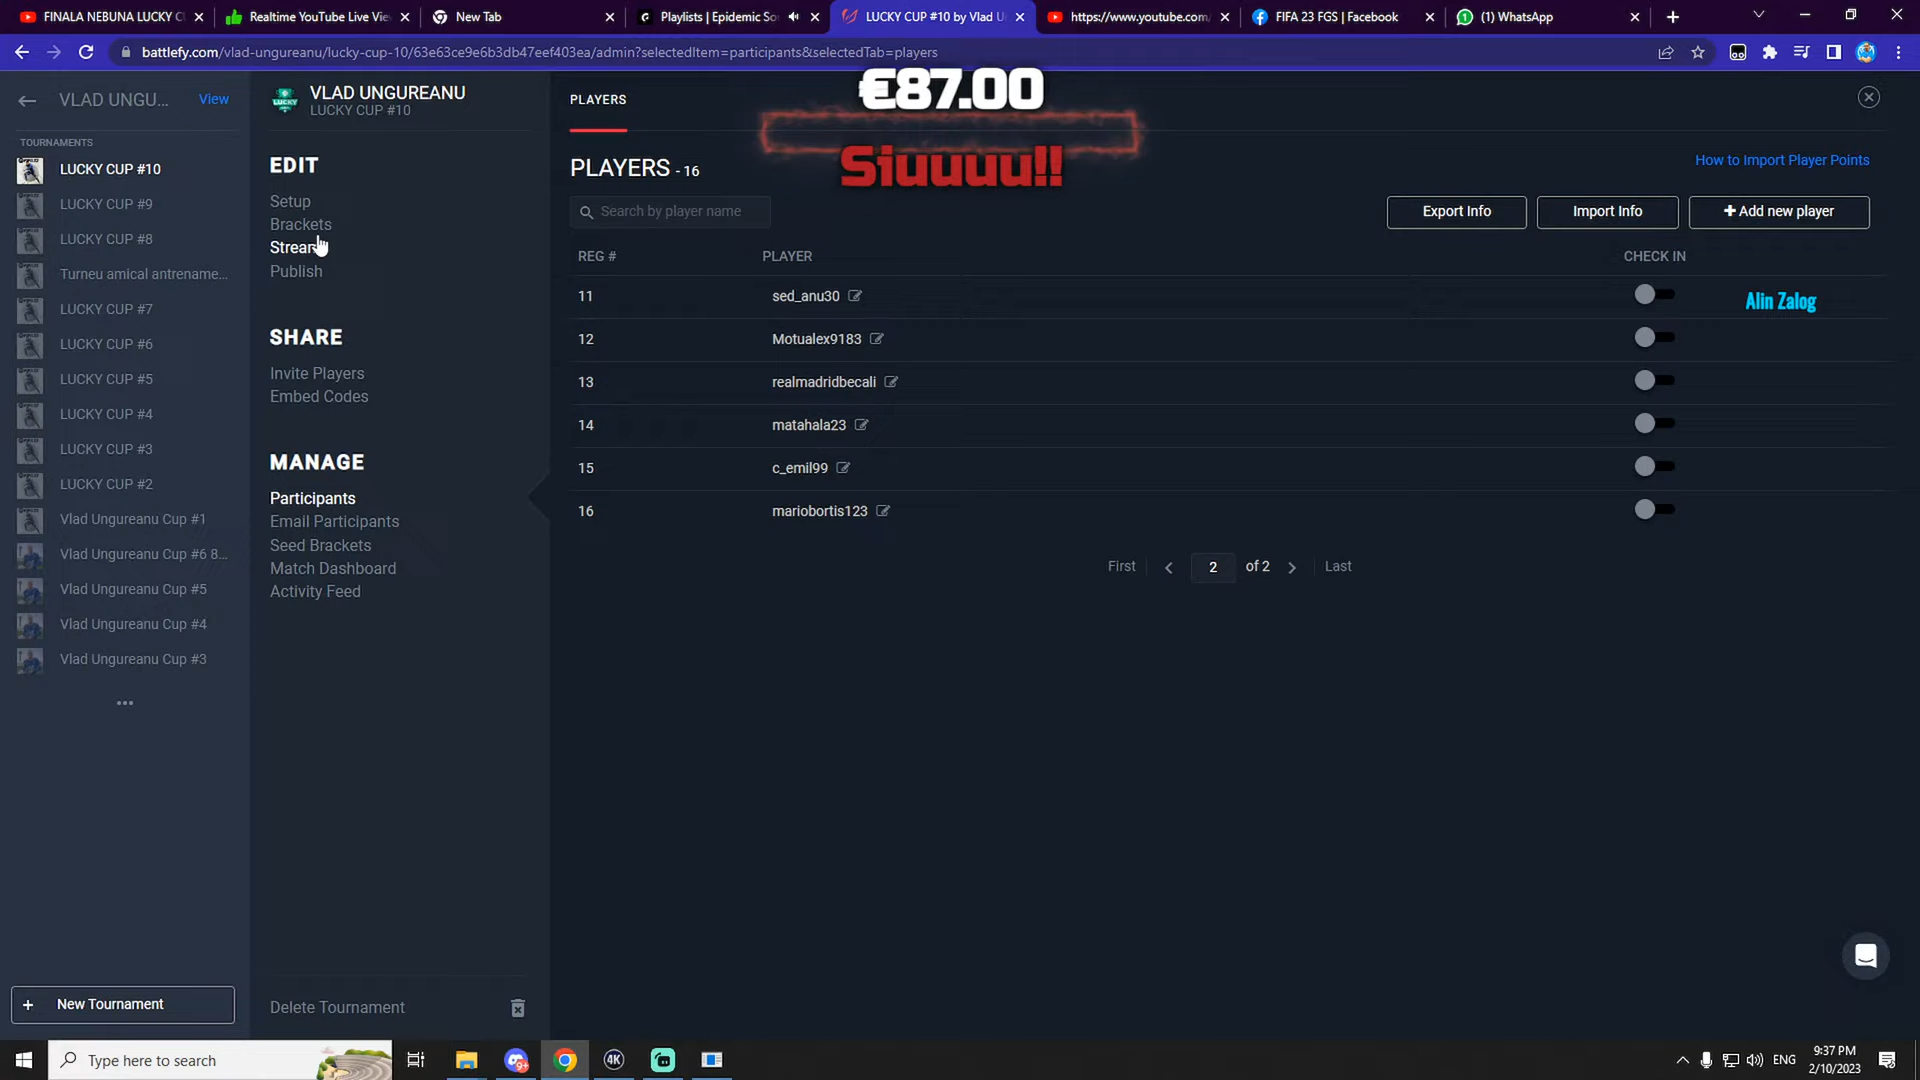 FINALA NEBUNA LUCKY C
Realtime YouTube Live Vie
New Tab
Playlists | Epidemic So
LUCKY CUP #10 by Vlad U
https://www.youtube.com/
FIFA 23 FGS | Facebook
(1) WhatsApp
battlefy.com/vlad-ungureanu/lucky-cup-10/63e63ce9e6b3db47eef403ea/admin?selectedItem=participants&selectedTab=players
VLAD UNGU...
View
TOURNAMENTS
LUCKY CUP #10
LUCKY CUP #9
LUCKY CUP #8
Turneu amical antrename...
LUCKY CUP #7
LUCKY CUP #6
LUCKY CUP #5
LUCKY CUP #4
LUCKY CUP #3
LUCKY CUP #2
Vlad Ungureanu Cup #1
Vlad Ungureanu Cup #6 8...
Vlad Ungureanu Cup #5
Vlad Ungureanu Cup #4
Vlad Ungureanu Cup #3
...
+ New Tournament
LUCKY
VLAD UNGUREANU
LUCKY CUP #10
EDIT
Setup
Brackets
Stream
Publish
SHARE
Invite Players
Embed Codes
MANAGE
Participants
Email Participants
Seed Brackets
Match Dashboard
Activity Feed
Delete Tournament
PLAYERS
€87.00
Siuuuu!!
PLAYERS - 16
How to Import Player Points
Search by player name
Export Info
Import Info
+ Add new player
REG # PLAYER CHECK IN
11 sed_anu30
Alin Zalog
12 Motualex9183
13 realmadridbecali
14 matahala23
15 c_emil99
16 mariobortis123
First 2 of 2 Last
Type here to search
9+
4K
ENG
9:37 PM
2/10/2023